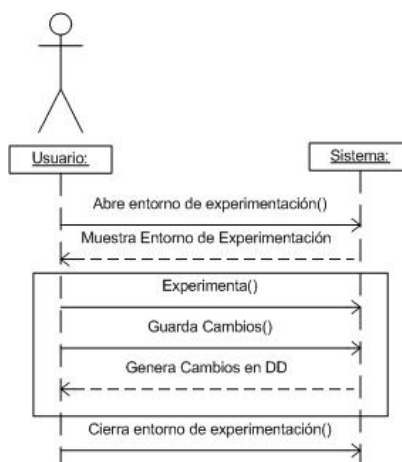 Usuario:
Sistema:
Abre entorno de experimentación()
Muestra Entorno de Experimentación
Experimenta()
Guarda Cambios()
Genera Cambios en DD
Cierra entorno de experimentación()